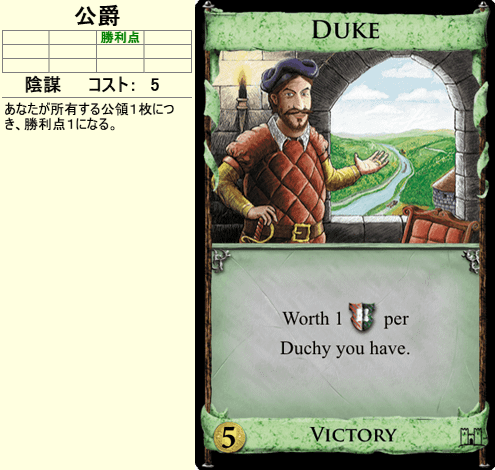 公爵
勝利点
陰謀 コスト: 5
あなたが所有する公領１枚につ
き、勝利点１になる。
DUKE
Worth 1 per
Duchy you have.
5
VICTORY